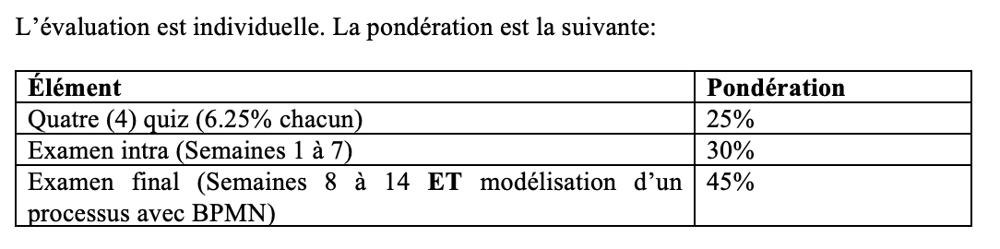 L’évaluation est individuelle. La pondération est la suivante:
Élément Pondération
Quatre (4) quiz (6.25% chacun) 25%
Examen intra (Semaines 1 à 7) 30%
Examen final (Semaines 8 à 14 ET modélisation d’un 45%
processus avec BPMN)